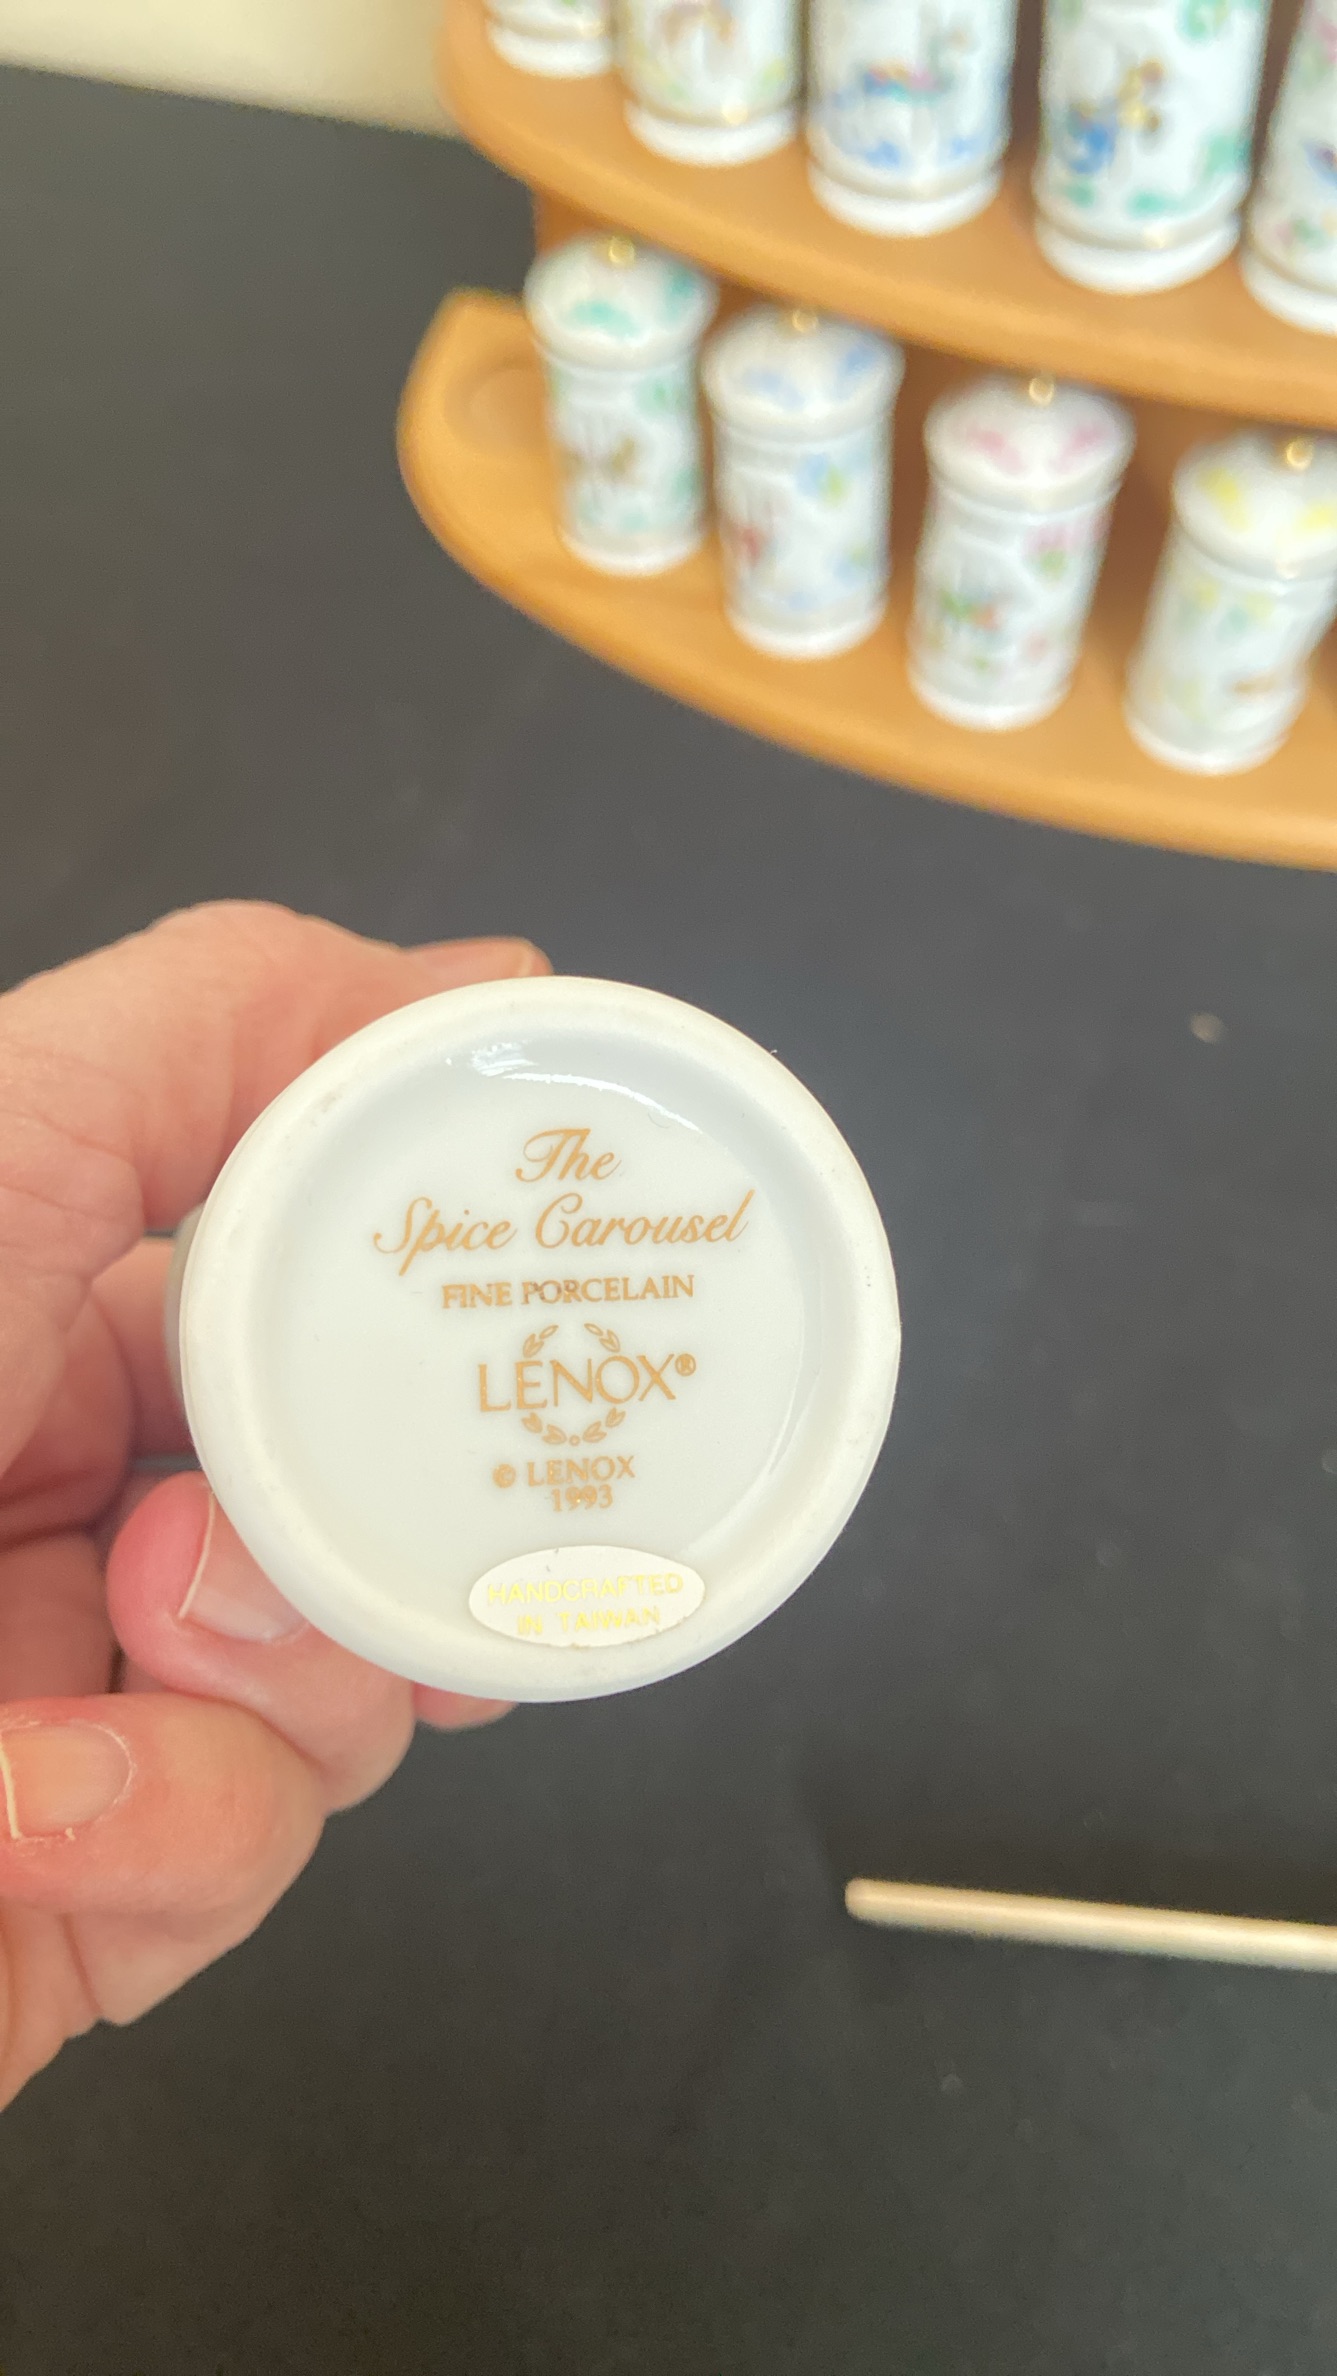 The
Spice Carousel
FINE PORCELAIN
LENOX®
© LENOX
1993
HANDCRAFTED
IN TAIWAN